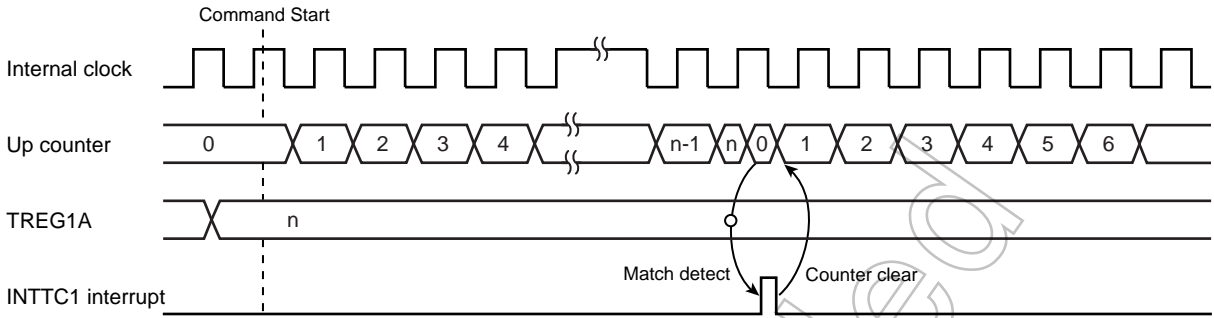 Command Start
Internal clock
Up counter 0 1 2 3 4 n-1 n 0 1 2 3 4 5 6
TREG1A n
Match detect Counter clear
INTTC1 interrupt